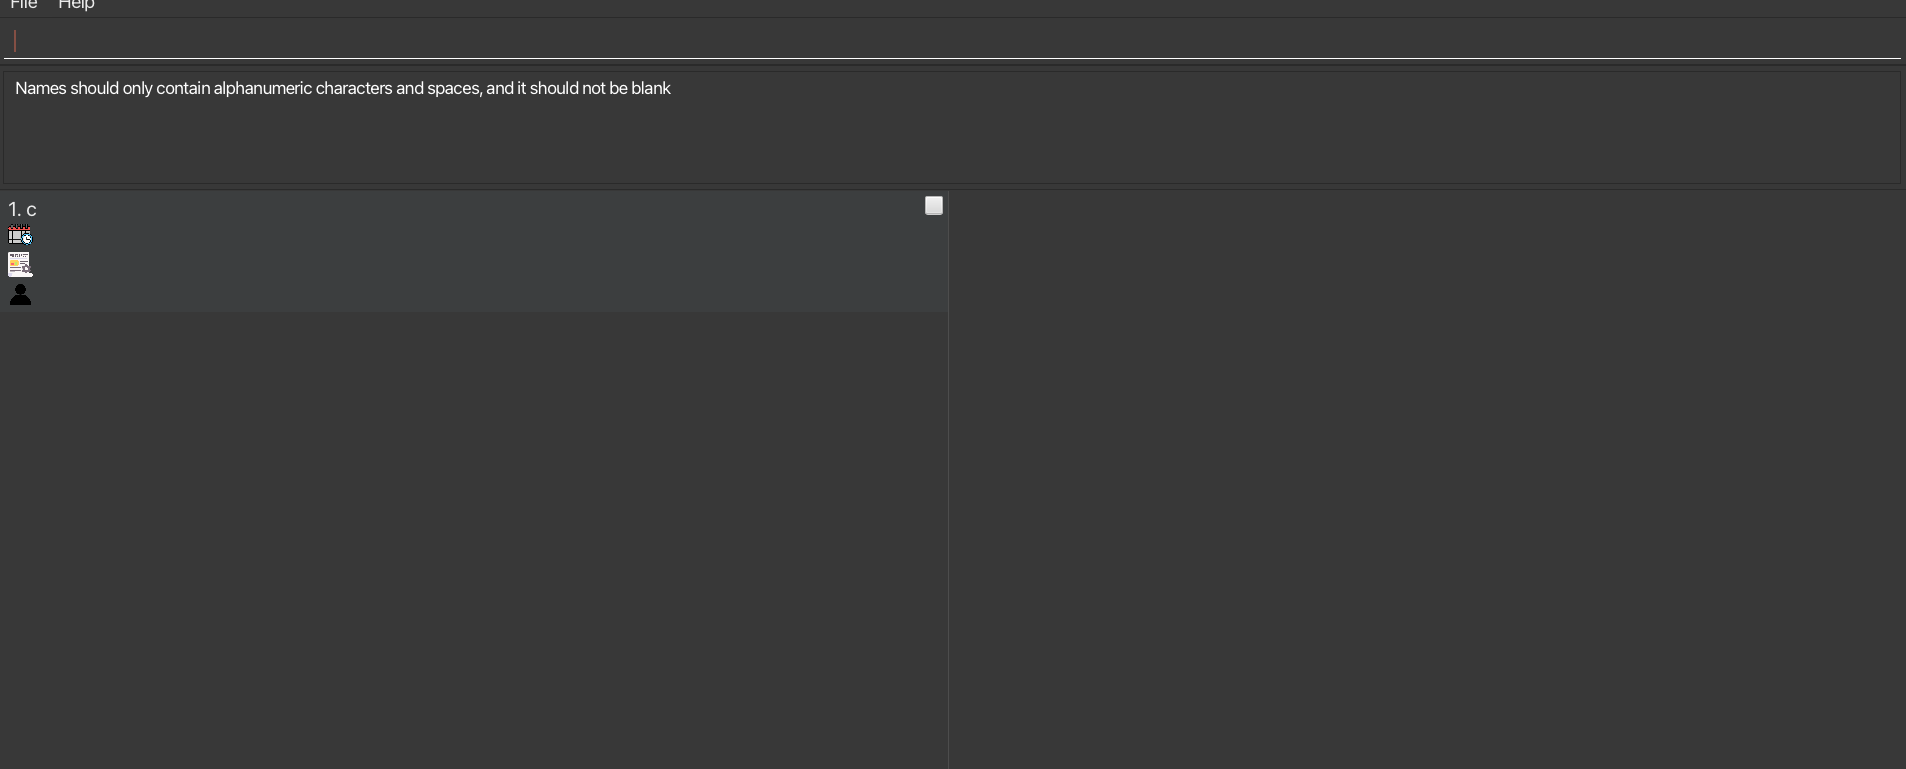 File Help
Names should only contain alphanumeric characters and spaces, and it should not be blank
1. c